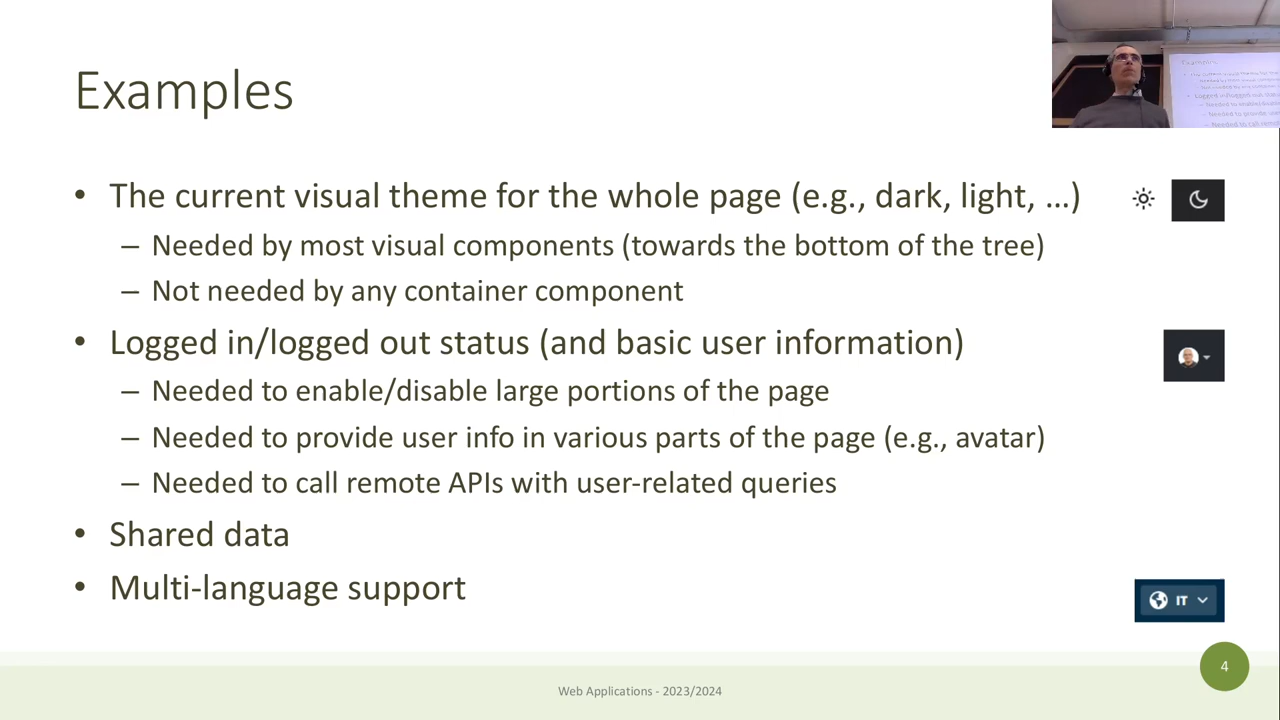 Examples
• The current visual theme for the whole page (e.g., dark, light, …)
– Needed by most visual components (towards the bottom of the tree)
– Not needed by any container component
• Logged in/logged out status (and basic user information)
– Needed to enable/disable large portions of the page
– Needed to provide user info in various parts of the page (e.g., avatar)
– Needed to call remote APIs with user-related queries
• Shared data
• Multi-language support
IT
Web Applications - 2023/2024
4